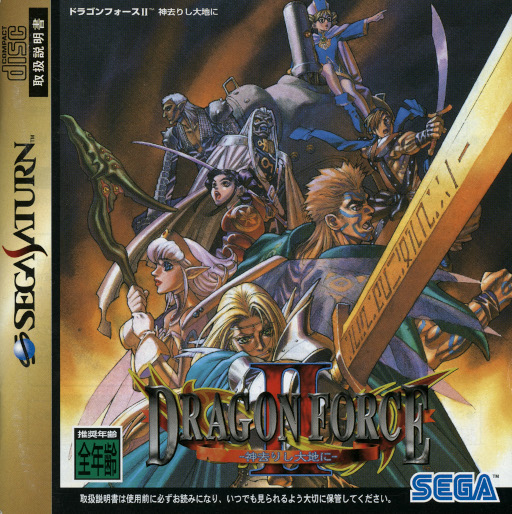 COMPACT
disc
取扱説明書
ドラゴンフォースII™ 神去りし大地に
SEGA SATURN™
II
DRAGON FORCE
-神去りし大地に-
推奨年齢
全年齢
SEGA™
取扱説明書は使用前に必ずお読みになり、いつでも見られるよう大切に保管してください。